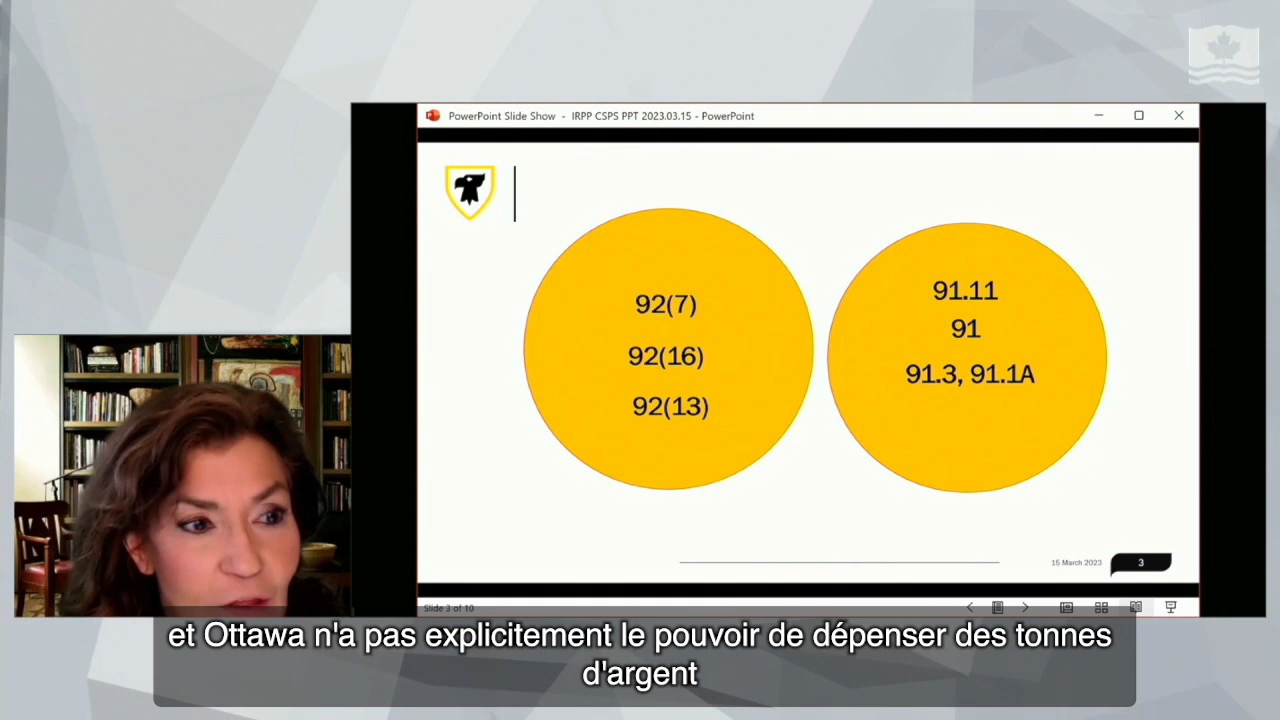 PowerPoint Slide Show - IRPP CSPS PPT 2023.03.15 - PowerPoint
92(7)
92(16)
92(13)
91.11
91
91.3, 91.1A
15 March 2023
3
Slide 3 of 10
et Ottawa n'a pas explicitement le pouvoir de dépenser des tonnes
d'argent